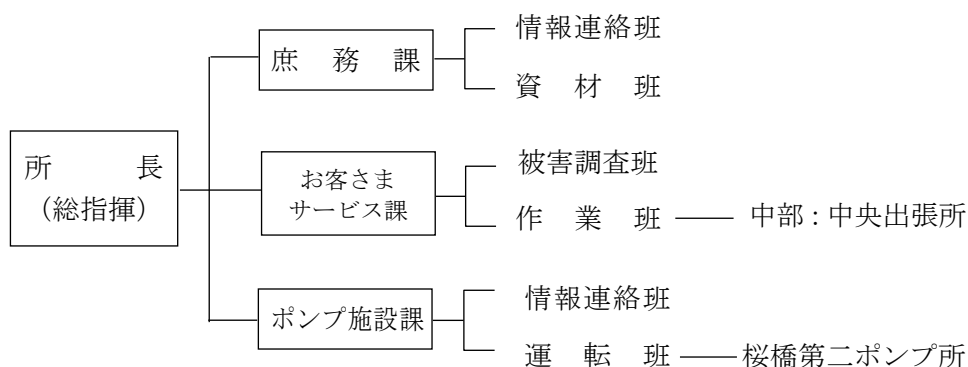 庶務課
情報連絡班
資材班
所長
(総指揮)
お客さま
サービス課
被害調査班
作業班
中部：中央出張所
ポンプ施設課
情報連絡班
運転班
桜橋第二ポンプ所